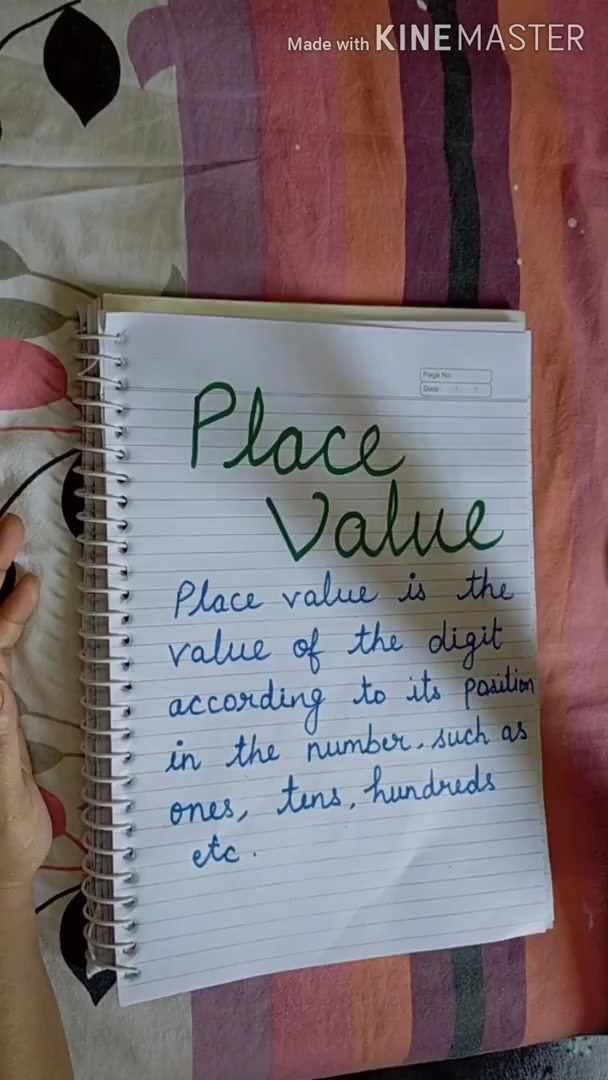 Made with KINEMASTER
Page No
Date: / /
Place
Value
Place value is the
value of the digit
according to its position
in the number, such as
ones, tens, hundreds
etc.